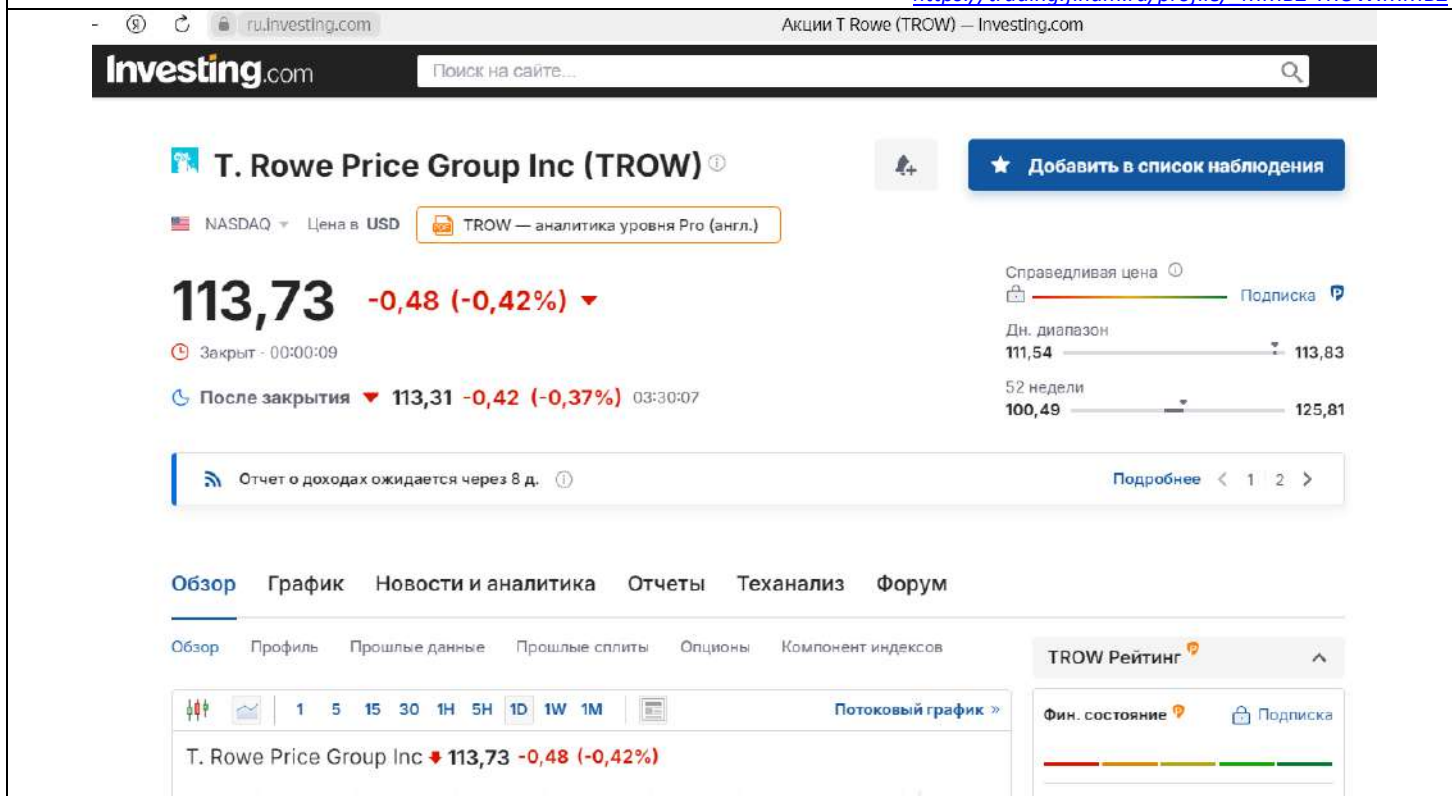 ru.investing.com Акции T Rowe (TROW) — Investing.com
Investing.com Поиск на сайте...
T. Rowe Price Group Inc (TROW)
Добавить в список наблюдения
NASDAQ Цена в USD TROW — аналитика уровня Pro (англ.)
113,73 -0,48 (-0,42%)
Справедливая цена
Подписка
Закрыт · 00:00:09
Дн. диапазон
111,54 113,83
После закрытия 113,31 -0,42 (-0,37%) 03:30:07
52 недели
100,49 125,81
Отчет о доходах ожидается через 8 д. Подробнее < 1 2 >
Обзор График Новости и аналитика Отчеты Теханализ Форум
Обзор Профиль Прошлые данные Прошлые сплиты Опционы Компонент индексов
TROW Рейтинг
1 5 15 30 1H 5H 1D 1W 1M Потоковый график »
Фин. состояние Подписка
T. Rowe Price Group Inc 113,73 -0,48 (-0,42%)